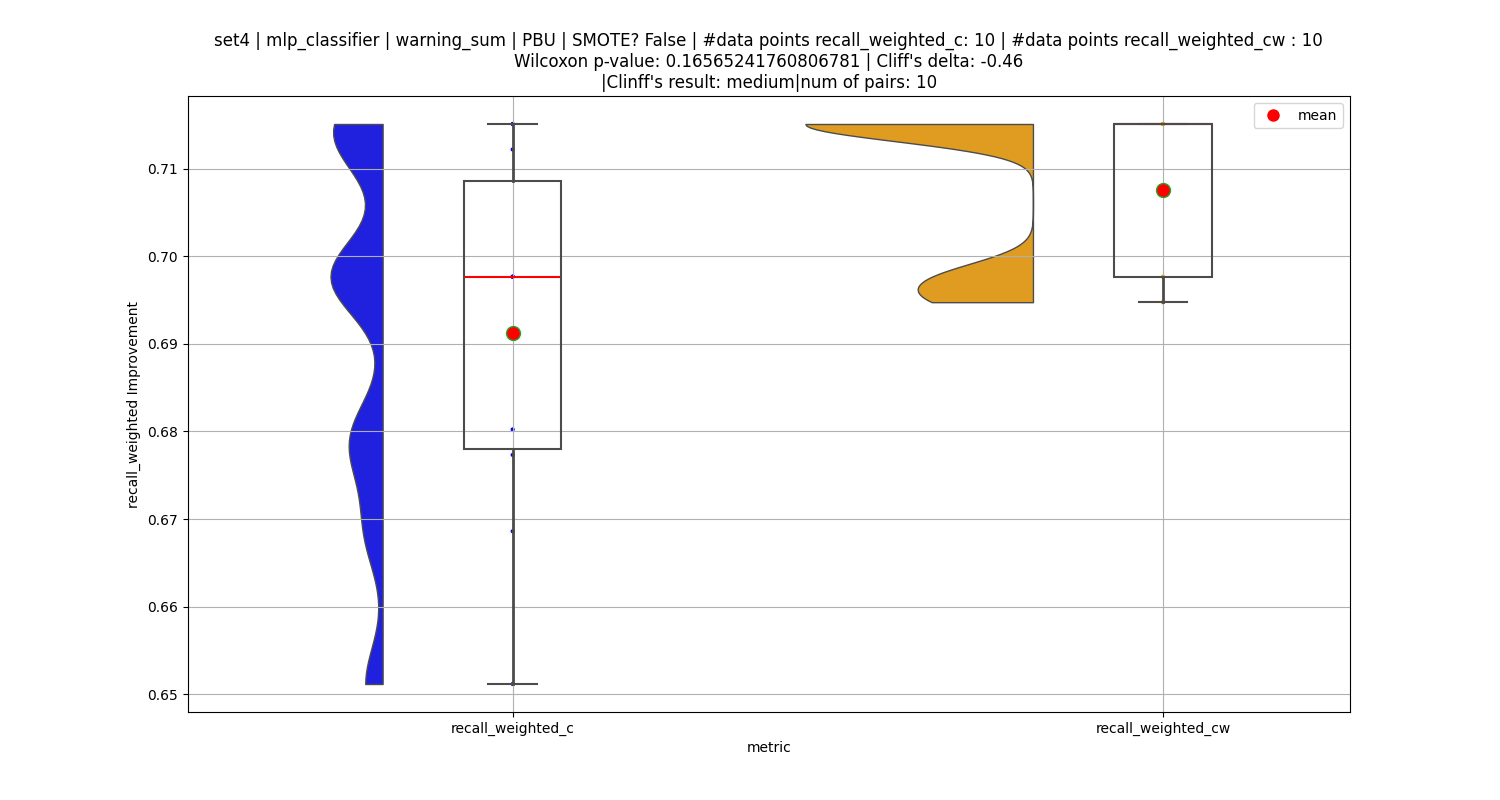 set4 | mlp_classifier | warning_sum | PBU | SMOTE? False | #data points recall_weighted_c: 10 | #data points recall_weighted_cw : 10
Wilcoxon p-value: 0.16565241760806781 | Cliff's delta: -0.46
|Clinff's result: medium|num of pairs: 10
mean
0.71
0.70
0.69
0.68
0.67
0.66
0.65
recall_weighted Improvement
recall_weighted_c
recall_weighted_cw
metric